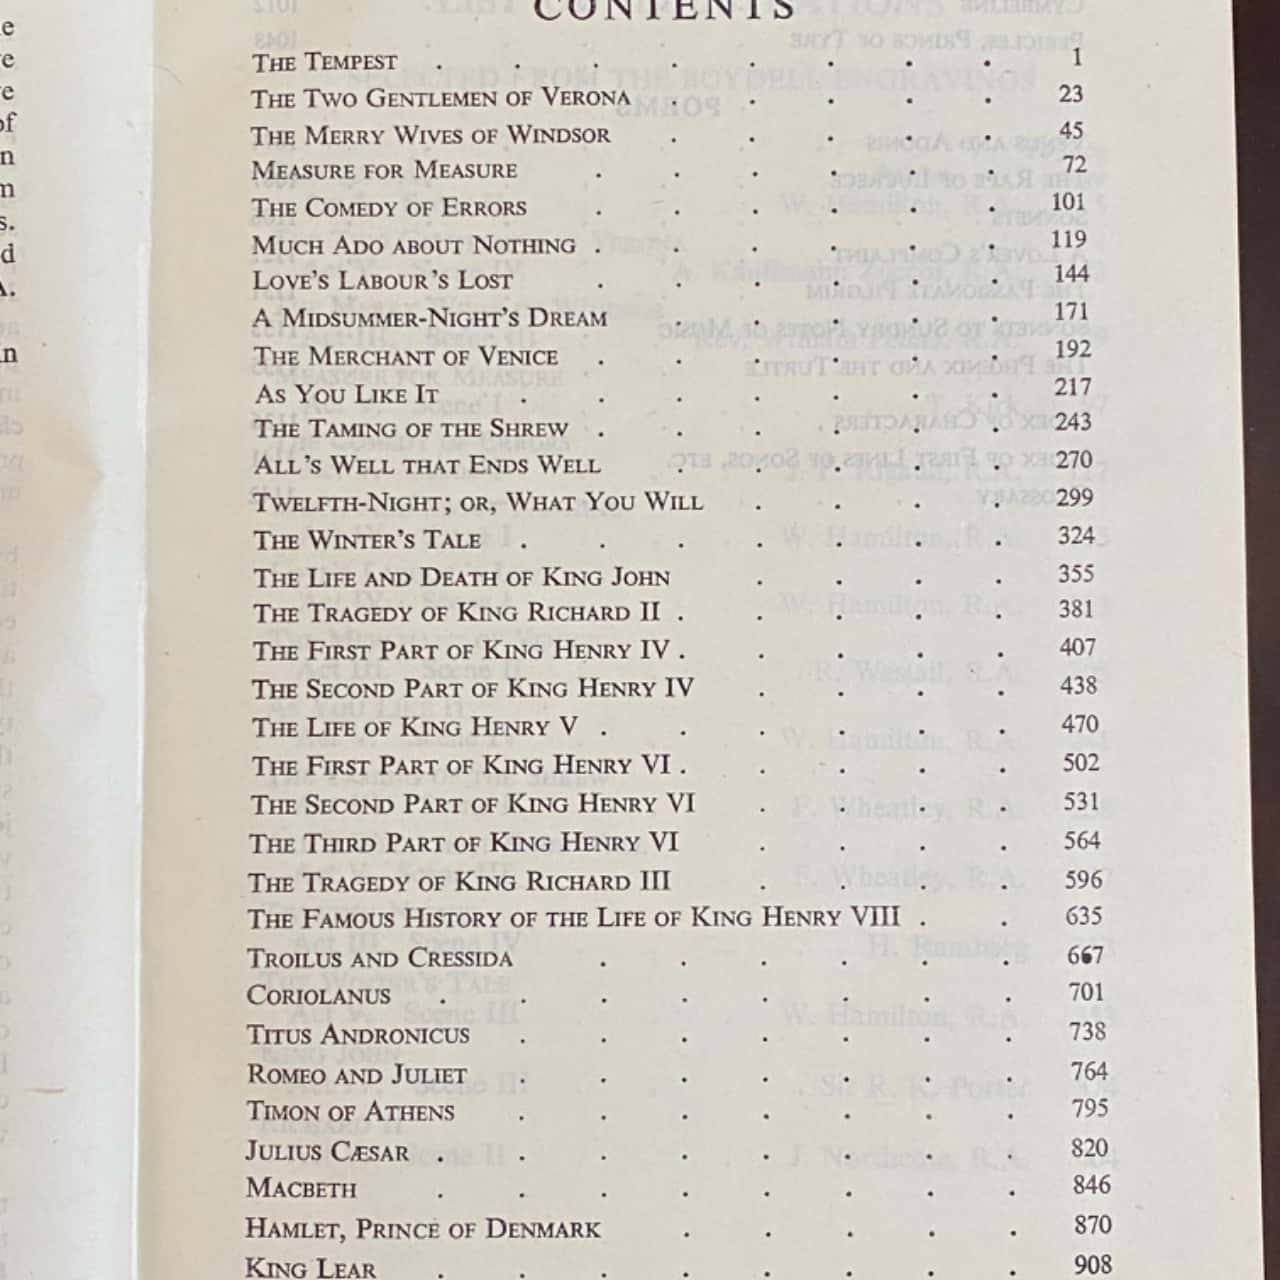 CONTENTS
THE TEMPEST . . . . . . . . 1
THE TWO GENTLEMEN OF VERONA . . . . . 23
THE MERRY WIVES OF WINDSOR . . . . . 45
MEASURE FOR MEASURE . . . . . . 72
THE COMEDY OF ERRORS . . . . . . 101
MUCH ADO ABOUT NOTHING . . . . . . 119
LOVE'S LABOUR'S LOST . . . . . . 144
A MIDSUMMER-NIGHT'S DREAM . . . . . 171
THE MERCHANT OF VENICE . . . . . . 192
AS YOU LIKE IT . . . . . . . 217
THE TAMING OF THE SHREW . . . . . . 243
ALL'S WELL THAT ENDS WELL . . . . . 270
TWELFTH-NIGHT; OR, WHAT YOU WILL . . . . 299
THE WINTER'S TALE . . . . . . . 324
THE LIFE AND DEATH OF KING JOHN . . . . 355
THE TRAGEDY OF KING RICHARD II . . . . . 381
THE FIRST PART OF KING HENRY IV . . . . . 407
THE SECOND PART OF KING HENRY IV . . . . 438
THE LIFE OF KING HENRY V . . . . . . 470
THE FIRST PART OF KING HENRY VI . . . . . 502
THE SECOND PART OF KING HENRY VI . . . . 531
THE THIRD PART OF KING HENRY VI . . . . 564
THE TRAGEDY OF KING RICHARD III . . . . 596
THE FAMOUS HISTORY OF THE LIFE OF KING HENRY VIII . . 635
TROILUS AND CRESSIDA . . . . . . 667
CORIOLANUS . . . . . . . . 701
TITUS ANDRONICUS . . . . . . . 738
ROMEO AND JULIET . . . . . . . 764
TIMON OF ATHENS . . . . . . . 795
JULIUS CÆSAR . . . . . . . . 820
MACBETH . . . . . . . . 846
HAMLET, PRINCE OF DENMARK . . . . . 870
KING LEAR . . . . . . . . 908